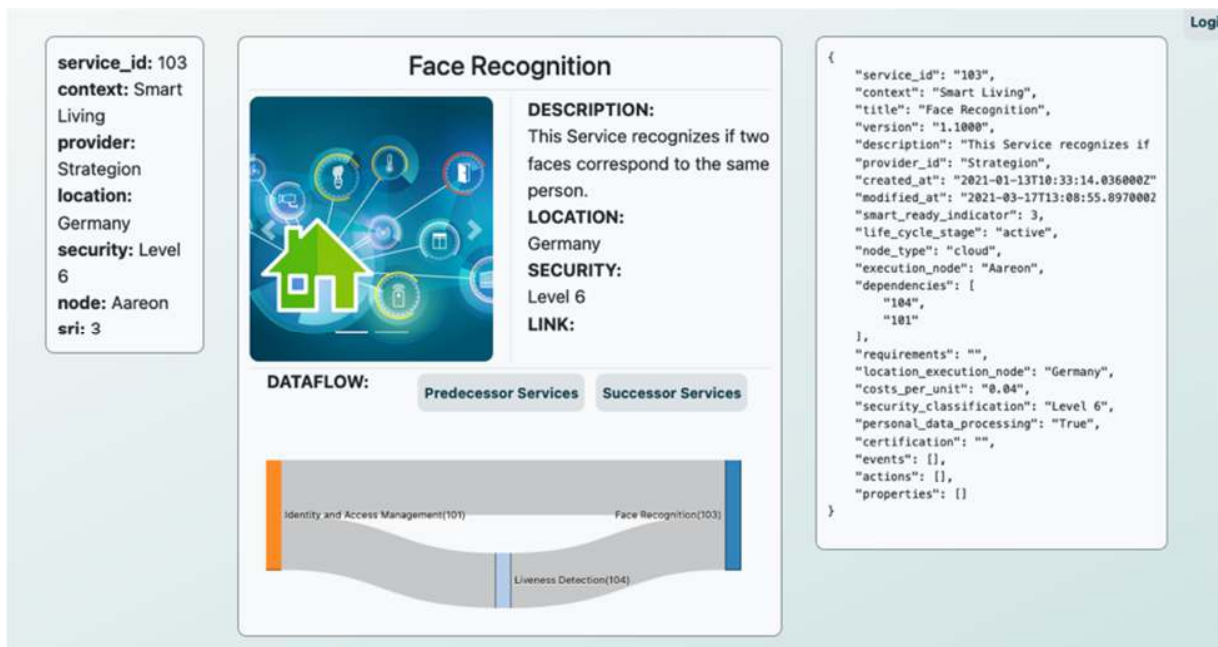 Logi
service_id: 103
context: Smart
Living
provider:
Strategion
location:
Germany
security: Level
6
node: Aareon
sri: 3
Face Recognition
DESCRIPTION:
This Service recognizes if two
faces correspond to the same
person.
LOCATION:
Germany
SECURITY:
Level 6
LINK:
DATAFLOW:
Predecessor Services
Successor Services
Identity and Access Management(101)
Face Recognition(103)
Liveness Detection(104)
{
"service_id": "103",
"context": "Smart Living",
"title": "Face Recognition",
"version": "1.1000",
"description": "This Service recognizes if
"provider_id": "Strategion",
"created_at": "2021-01-13T10:33:14.036000Z"
"modified_at": "2021-03-17T13:08:55.897000Z
"smart_ready_indicator": 3,
"life_cycle_stage": "active",
"node_type": "cloud",
"execution_node": "Aareon",
"dependencies": [
"104",
"101"
],
"requirements": "",
"location_execution_node": "Germany",
"costs_per_unit": "0.04",
"security_classification": "Level 6",
"personal_data_processing": "True",
"certification": "",
"events": [],
"actions": [],
"properties": []
}